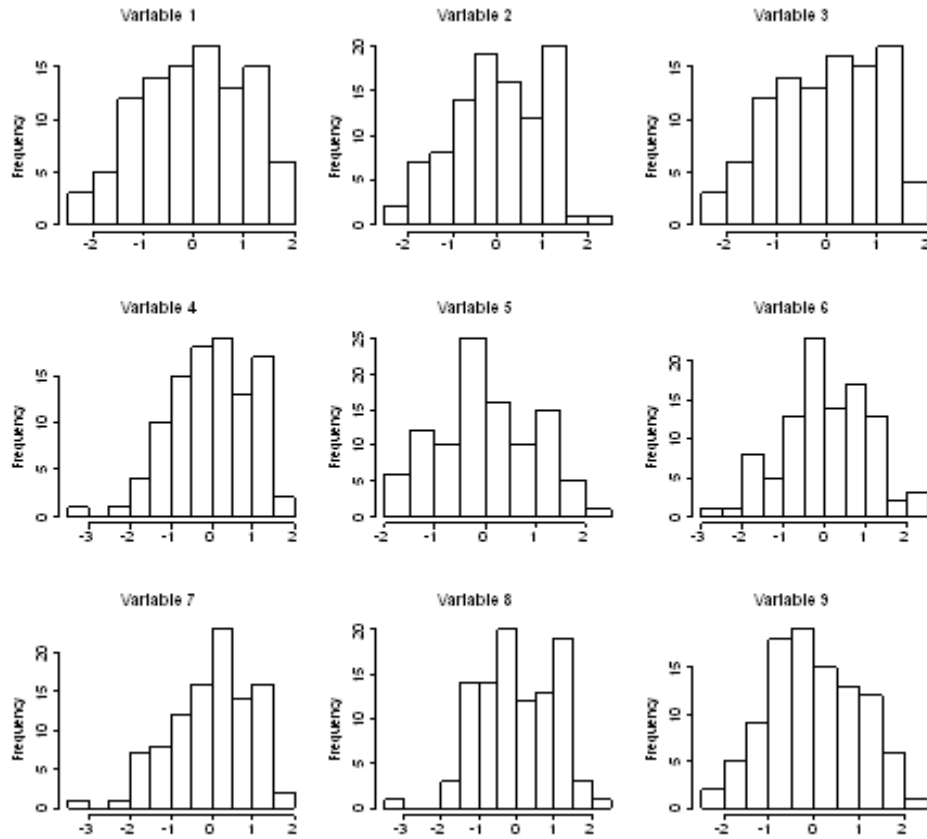 Variable 1 Variable 2 Variable 3
Frequency 0 5 10 15
-2 -1 0 1 2
Frequency 0 5 10 15 20
-2 -1 0 1 2
Frequency 0 5 10 15
-2 -1 0 1 2
Variable 4 Variable 5 Variable 6
Frequency 0 5 10 15
-3 -2 -1 0 1 2
Frequency 0 5 10 15 20 25
-2 -1 0 1 2
Frequency 0 5 10 15 20
-3 -2 -1 0 1 2
Variable 7 Variable 8 Variable 9
Frequency 0 5 10 15 20
-3 -2 -1 0 1 2
Frequency 0 5 10 15 20
-3 -2 -1 0 1 2
Frequency 0 5 10 15
-2 -1 0 1 2